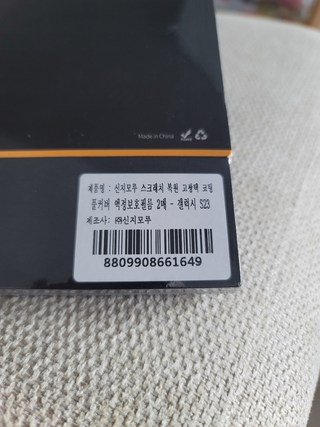 Made in China
제품명 : 신지모루 스크래치 복원 고광택 코팅
풀커버 액정보호필름 2매 - 갤럭시 S23
제조사: ㈜신지모루
8809908661649